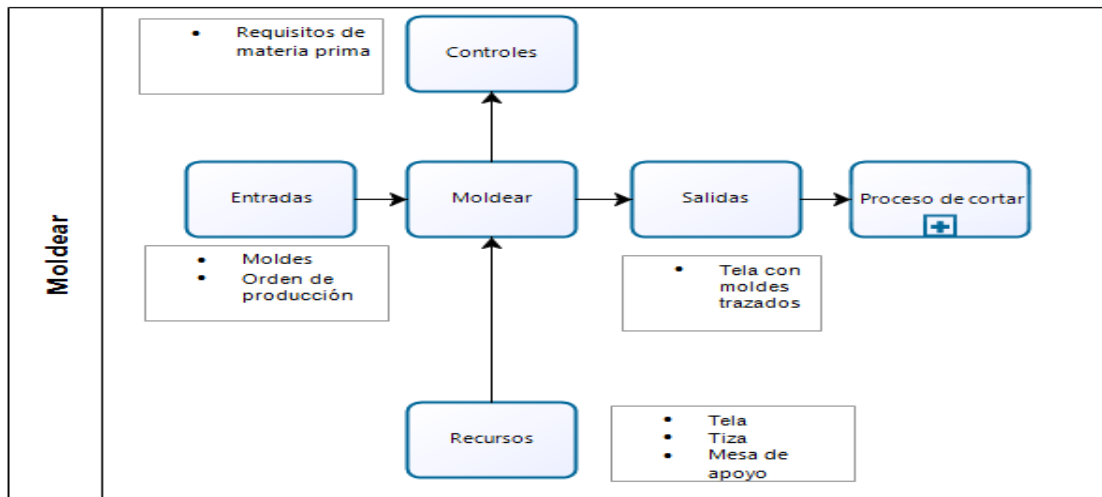 Moldear
• Requisitos de
materia prima
Controles
Entradas
Moldear
Salidas
Proceso de cortar
• Moldes
• Orden de
producción
• Tela con
moldes
trazados
Recursos
• Tela
• Tiza
• Mesa de
apoyo